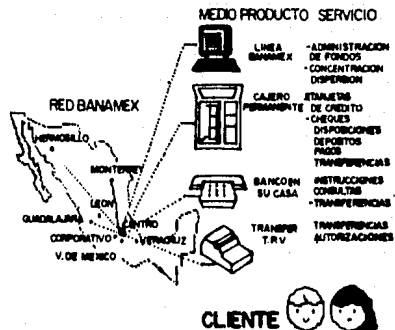 MEDIO PRODUCTO SERVICIO
LINEA
BANAMEX
•ADMINISTRACION
DE FONDOS
•CONCENTRACION
DISPERSION
RED BANAMEX
CAJERO
PERMANENTE
TARJETAS
DE CREDITO
•CHEQUES
DISPOSICIONES
DEPOSITOS
PAGOS
TRANSFERENCIAS
HERMOSILLO
MONTERREY
LEON
GUADALAJARA
CENTRO
CORPORATIVO
VERACRUZ
V. DE MEXICO
BANCO EN
SU CASA
INSTRUCCIONES
CONSULTAS
•TRANSFERENCIAS
TRANSFER
T.R.V
TRANSFERENCIAS
AUTORIZACIONES
CLIENTE